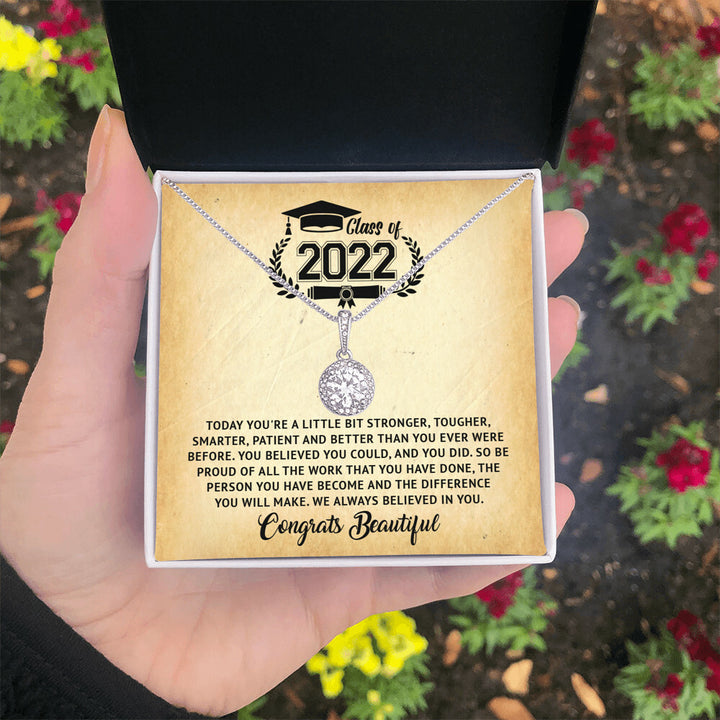 Class of
2022
TODAY YOU'RE A LITTLE BIT STRONGER, TOUGHER,
SMARTER, PATIENT AND BETTER THAN YOU EVER WERE
BEFORE. YOU BELIEVED YOU COULD, AND YOU DID. SO BE
PROUD OF ALL THE WORK THAT YOU HAVE DONE, THE
PERSON YOU HAVE BECOME AND THE DIFFERENCE
YOU WILL MAKE. WE ALWAYS BELIEVED IN YOU.
Congrats Beautiful